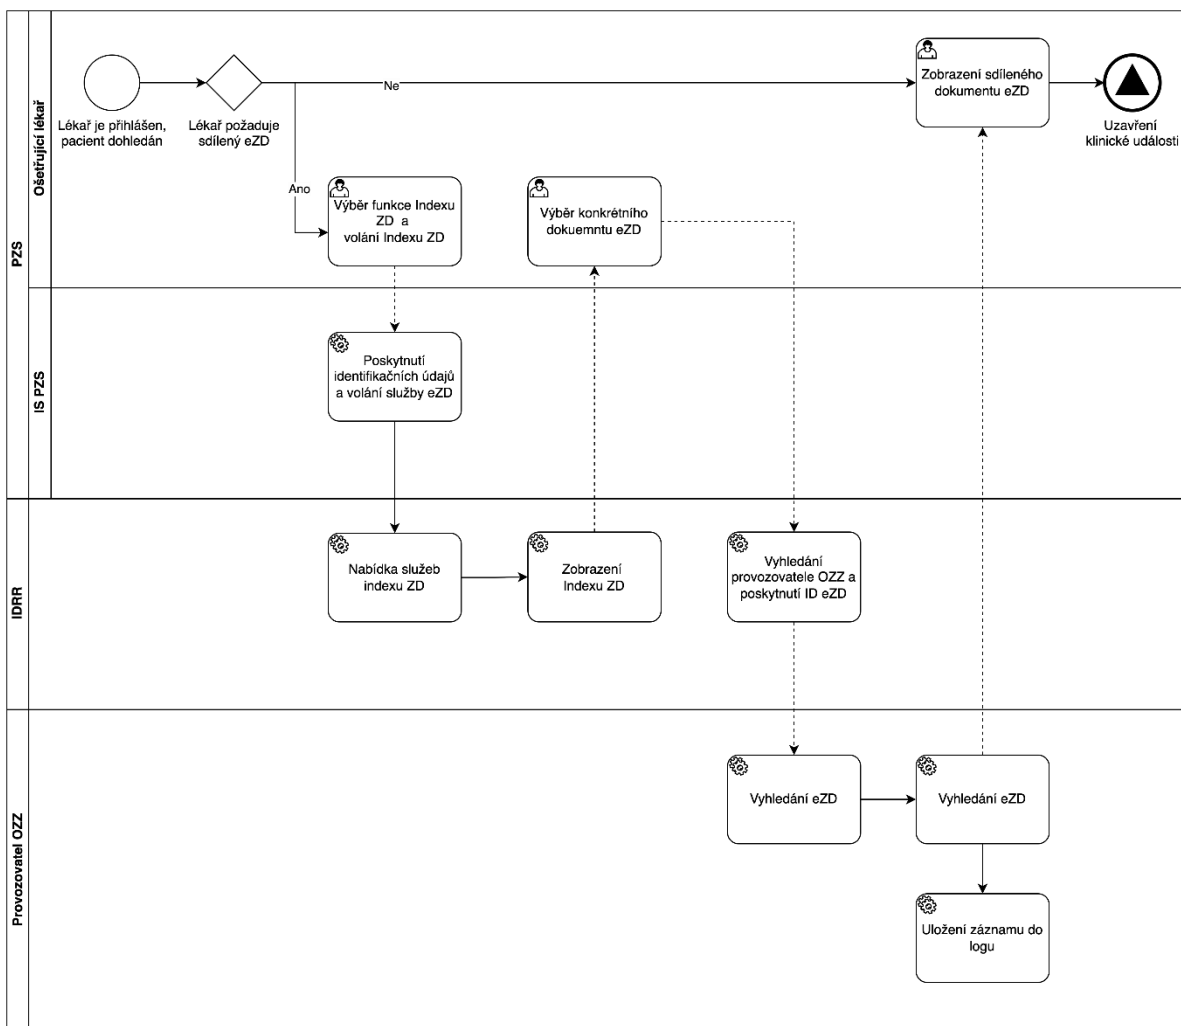 PZS
Ošetřující lékař
Lékař je přihlášen,
pacient dohledán
Lékař požaduje
sdílený eZD
Ne
Ano
Zobrazení sdíleného
dokumentu eZD
Uzavření
klinické události
Výběr funkce Indexu
ZD a
volání Indexu ZD
Výběr konkrétního
dokuemntu eZD
IS PZS
Poskytnutí
identifikačních údajů
a volání služby eZD
IDRR
Nabídka služeb
indexu ZD
Zobrazení
Indexu ZD
Vyhledání
provozovatele OZZ a
poskytnutí ID eZD
Provozovatel OZZ
Vyhledání eZD
Vyhledání eZD
Uložení záznamu do
logu